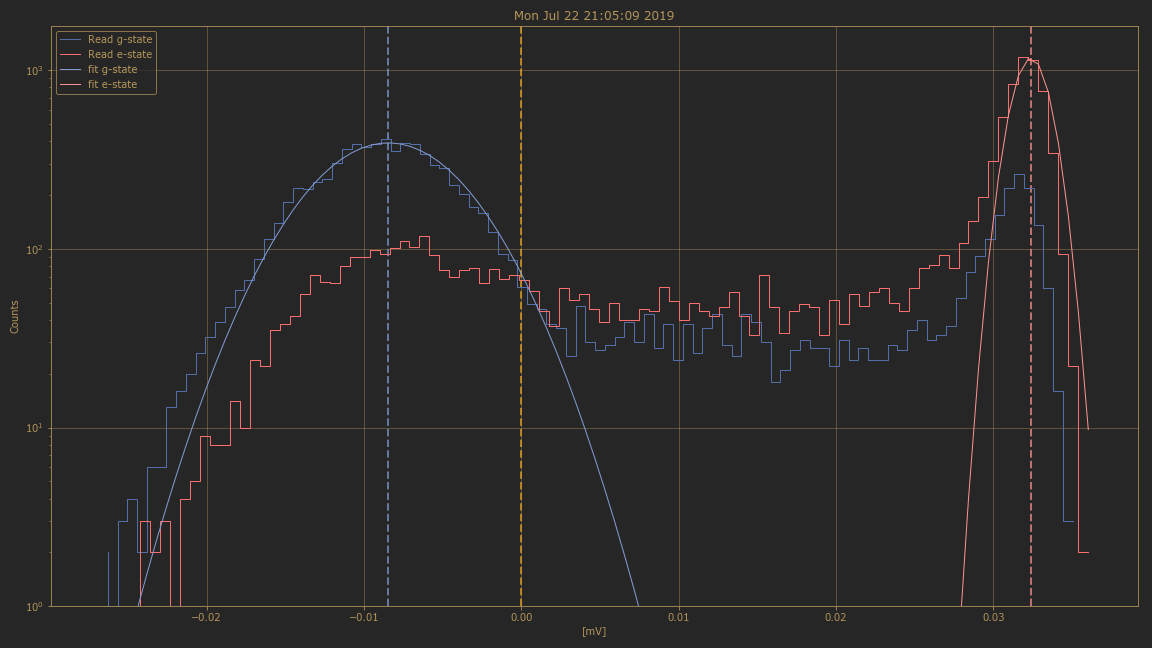 Mon Jul 22 21:05:09 2019
Read g-state
Read e-state
fit g-state
fit e-state
10³
10²
10¹
10⁰
Counts
−0.02 −0.01 0.00 0.01 0.02 0.03
[mV]